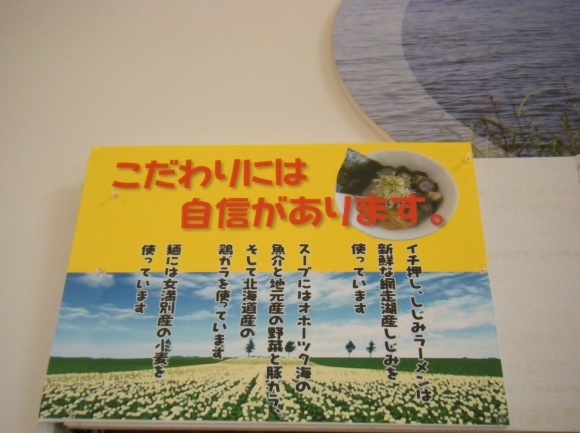 こだわりには
自信があります。
イチ押し、しじみラーメンは
新鮮な網走湖産しじみを
使っています
スープにはオホーツク海の
魚介と地元産の野菜と豚ガラ、
そして北海道産の
鶏ガラを使っています
麺には女満別産の小麦を
使っています